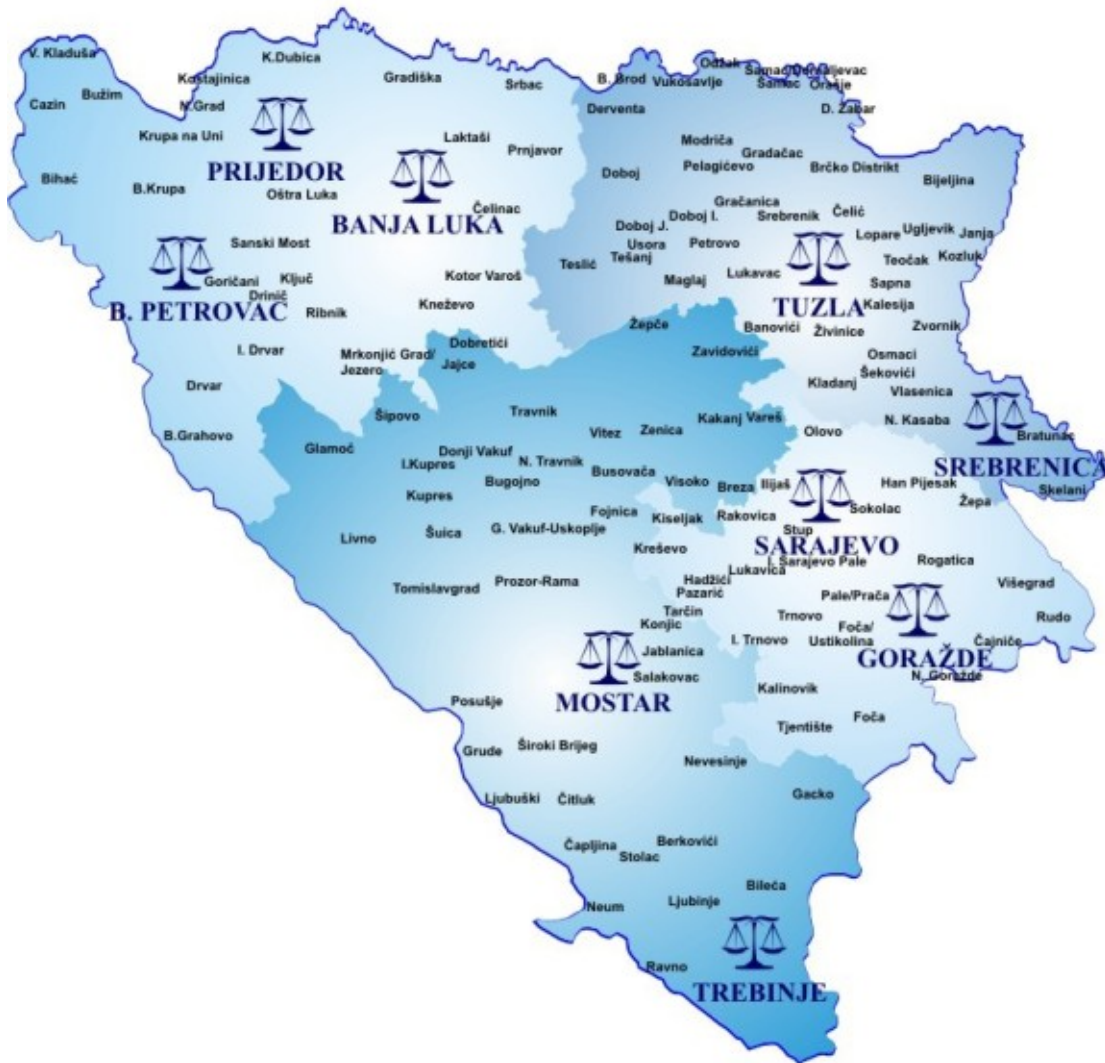 V. Kladuša
K.Dubica
Kostajinica
Gradiška
Srbac
B. Brod
Odžak
Vukosavlje
Šamac
Orašje
Cazin
Bužim
N.Grad
Derventa
D. Žabar
Krupa na Uni
PRIJEDOR
Laktaši
Prnjavor
Modriča
Gradačac
Pelagićevo
Brčko Distrikt
Bihać
B.Krupa
Oštra Luka
Doboj
Bijeljina
BANJA LUKA
Čelinac
Gračanica
Doboj I.
Srebrenik
Čelić
Doboj J.
Usora
Tešanj
Petrovo
Lopare
Ugljevik
Janja
Sanski Most
Teslić
Teočak
Kozluk
Goričani
Ključ
Drinič
Kotor Varoš
Maglaj
Lukavac
Sapna
B. PETROVAC
Ribnik
Kneževo
TUZLA
Kalesija
Žepče
Banovići
Živinice
Zvornik
I. Drvar
Mrkonjić Grad/
Jezero
Dobretići
Jajce
Zavidovići
Osmaci
Šekovići
Drvar
Kladanj
Vlasenica
Šipovo
Travnik
Kakanj
Vareš
N. Kasaba
B.Grahovo
Glamoč
Vitez
Zenica
Olovo
Bratunac
Donji Vakuf
I.Kupres
N. Travnik
Busovača
SREBRENICA
Bugojno
Visoko
Breza
Ilijaš
Han Pijesak
Skelani
Kupres
Fojnica
Kiseljak
Rakovica
Sokolac
Žepa
Livno
Šuica
G. Vakuf-Uskoplje
Stup
SARAJEVO
Kreševo
Lukavica
I. Sarajevo
Pale
Rogatica
Tomislavgrad
Prozor-Rama
Hadžići
Pazarić
Pale/Prača
Višegrad
Tarčin
Konjic
Trnovo
Foča/
Ustikolina
Rudo
I. Trnovo
Čajniče
Jablanica
GORAŽDE
Salakovac
N. Goražde
MOSTAR
Kalinovik
Posušje
Tjentište
Foča
Grude
Široki Brijeg
Nevesinje
Ljubuški
Čitluk
Gacko
Čapljina
Stolac
Berkovići
Bileća
Neum
Ljubinje
Ravno
TREBINJE